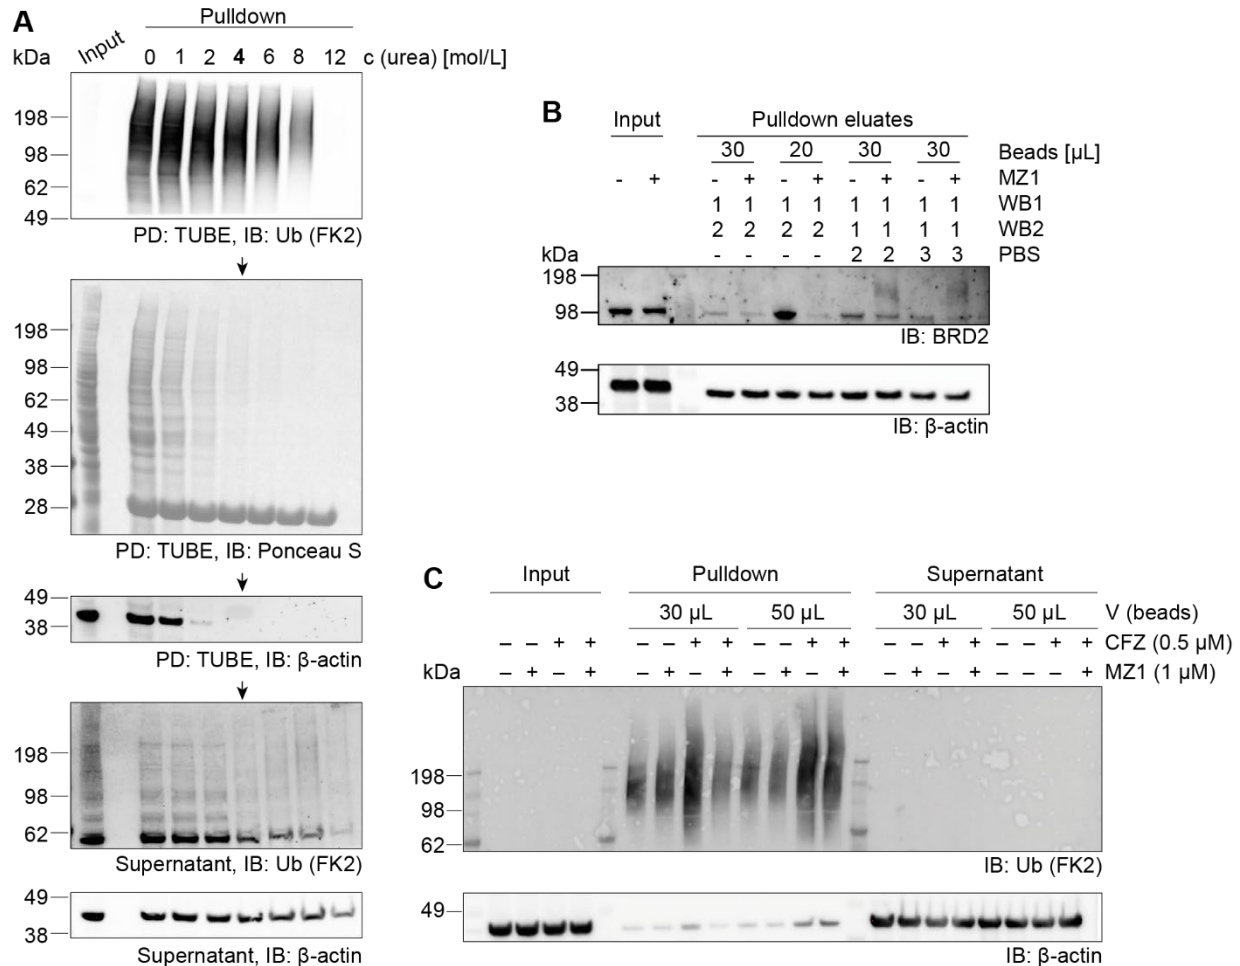 A
Pulldown
kDa Input 0 1 2 4 6 8 12 c (urea) [mol/L]
198
98
62
49
PD: TUBE, IB: Ub (FK2)
198
98
62
49
38
28
PD: TUBE, IB: Ponceau S
49
38
PD: TUBE, IB: β-actin
198
98
62
Supernatant, IB: Ub (FK2)
49
38
Supernatant, IB: β-actin
B
Input Pulldown eluates
30 20 30 30 Beads [µL]
- + - + - + - + - + MZ1
1 1 1 1 1 1 1 1 WB1
2 2 2 2 1 1 1 1 WB2
kDa - - - - 2 2 3 3 PBS
198
98
IB: BRD2
49
38
IB: β-actin
C
Input Pulldown Supernatant
30 µL 50 µL 30 µL 50 µL V (beads)
– – + + – – + + – – + + – – + + – – + + CFZ (0.5 µM)
kDa – + – + – + – + – + – + – + – + – – – + MZ1 (1 µM)
198
98
62
IB: Ub (FK2)
49
IB: β-actin